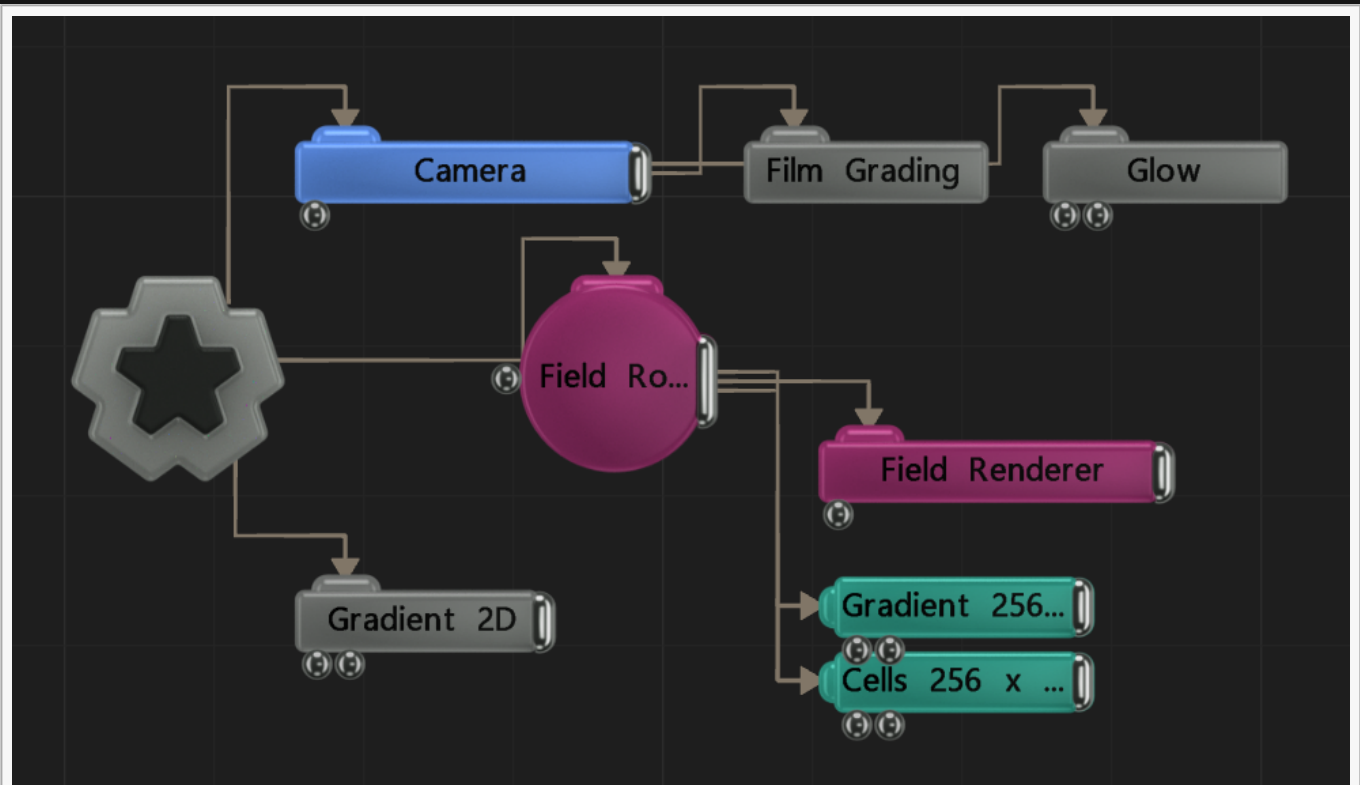 Camera
Film Grading
Glow
Field Ro...
Field Renderer
Gradient 2D
Gradient 256...
Cells 256 x ...